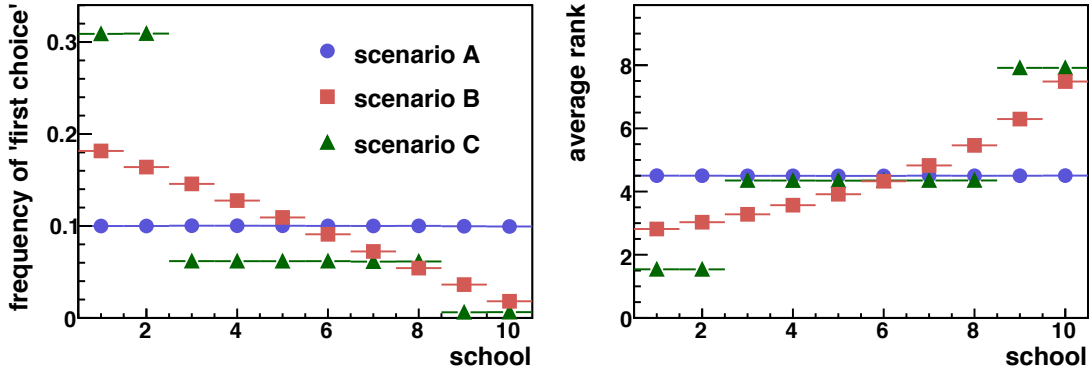 frequency of 'first choice'
0.3
0.2
0.1
0
scenario A
scenario B
scenario C
2 4 6 8 10
school
average rank
8
6
4
2
0
2 4 6 8 10
school